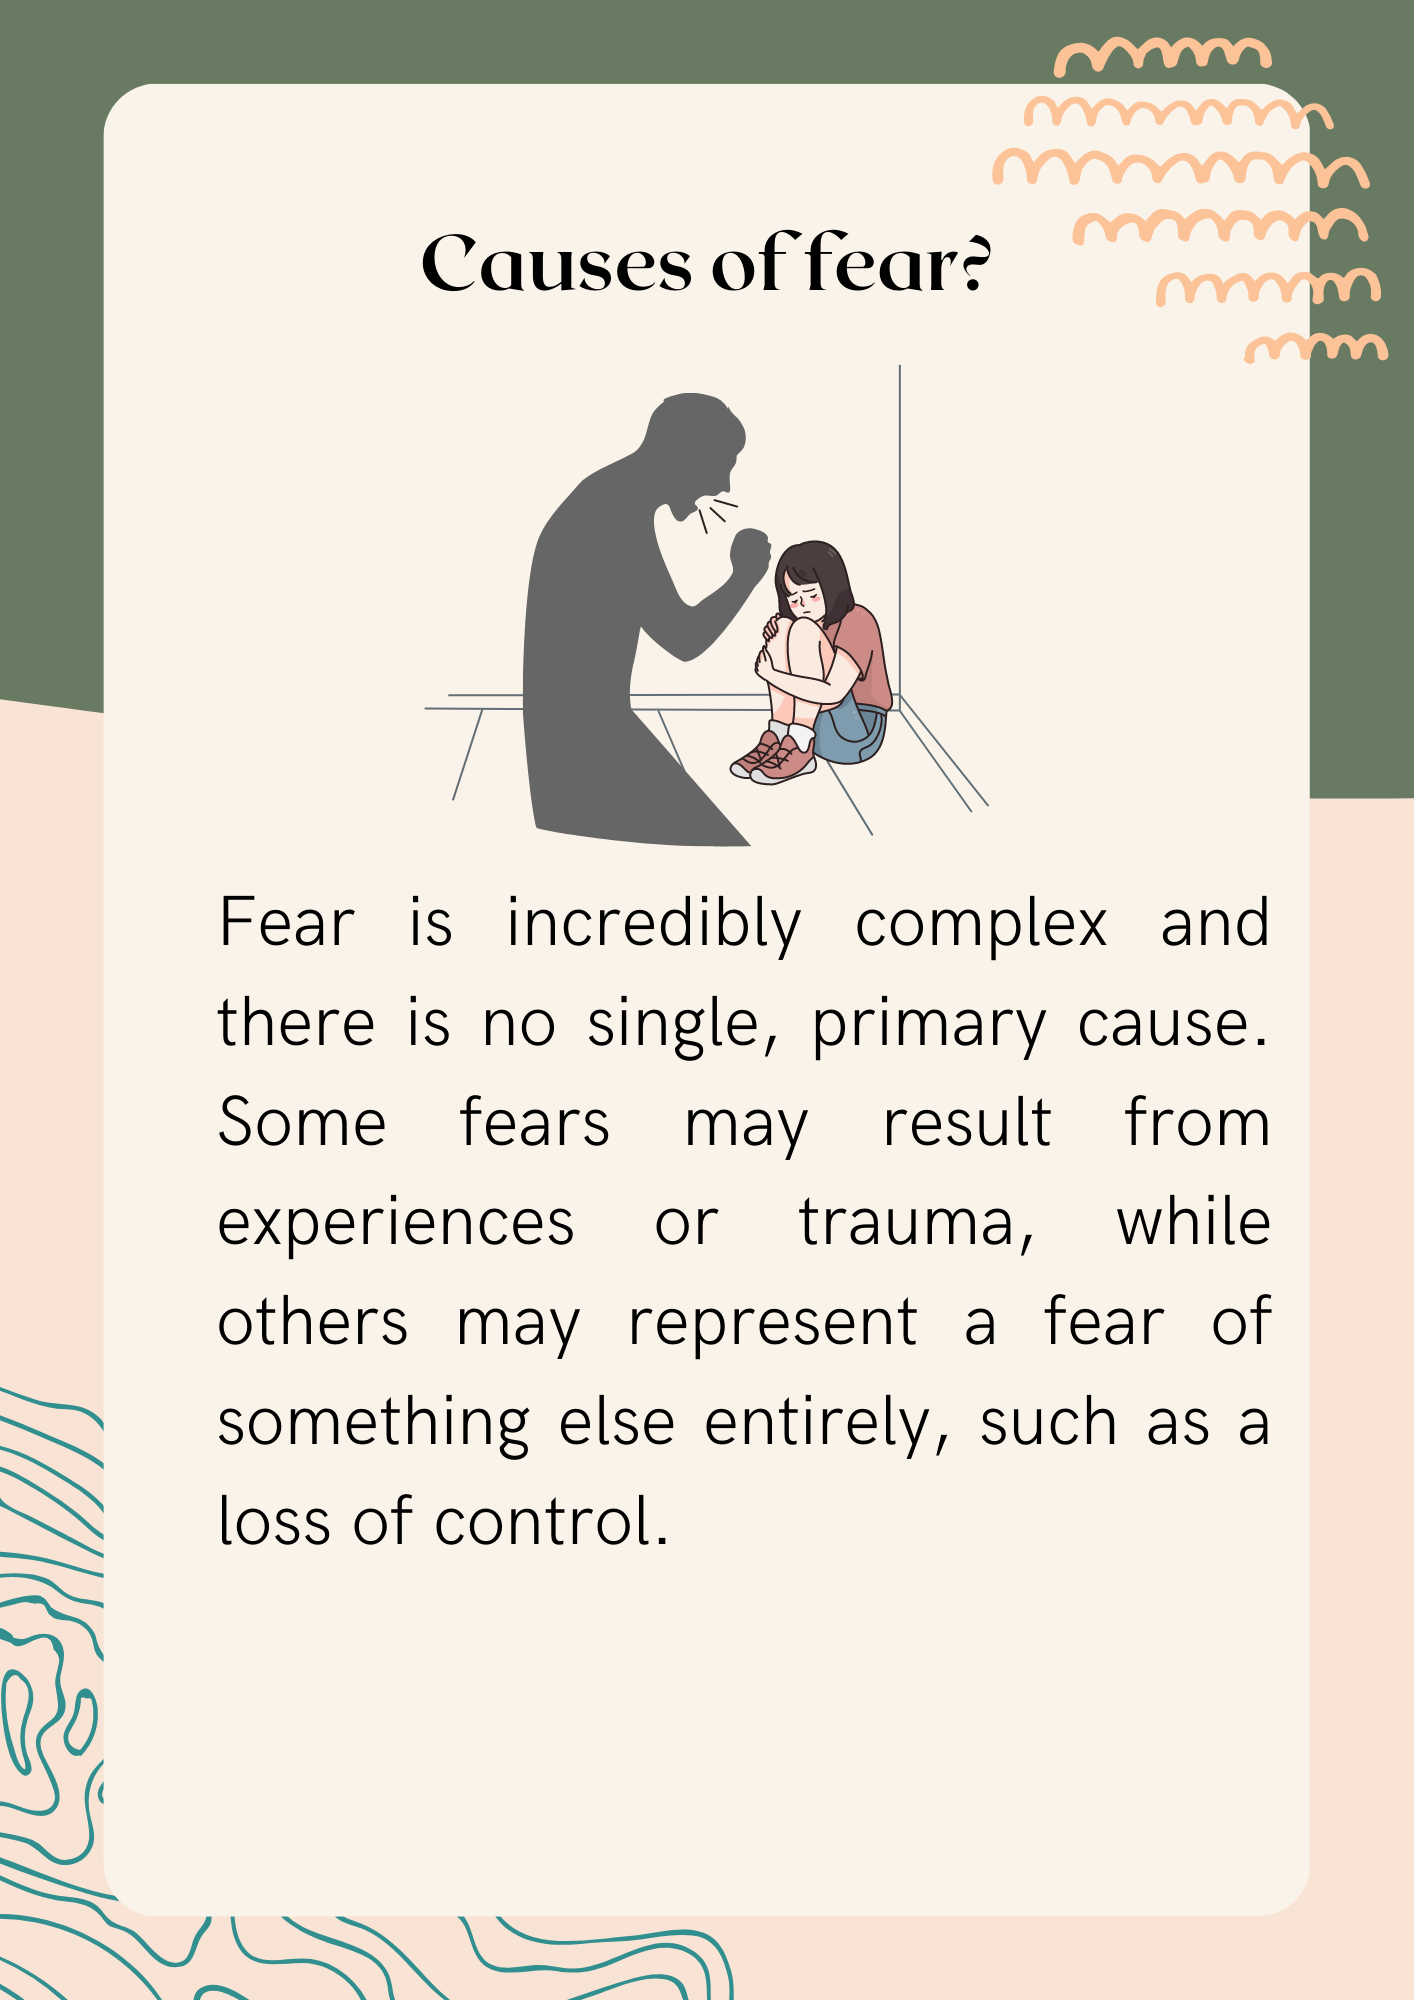 Causes of fear?
Fear is incredibly complex and
there is no single, primary cause.
Some fears may result from
experiences or trauma, while
others may represent a fear of
something else entirely, such as a
loss of control.